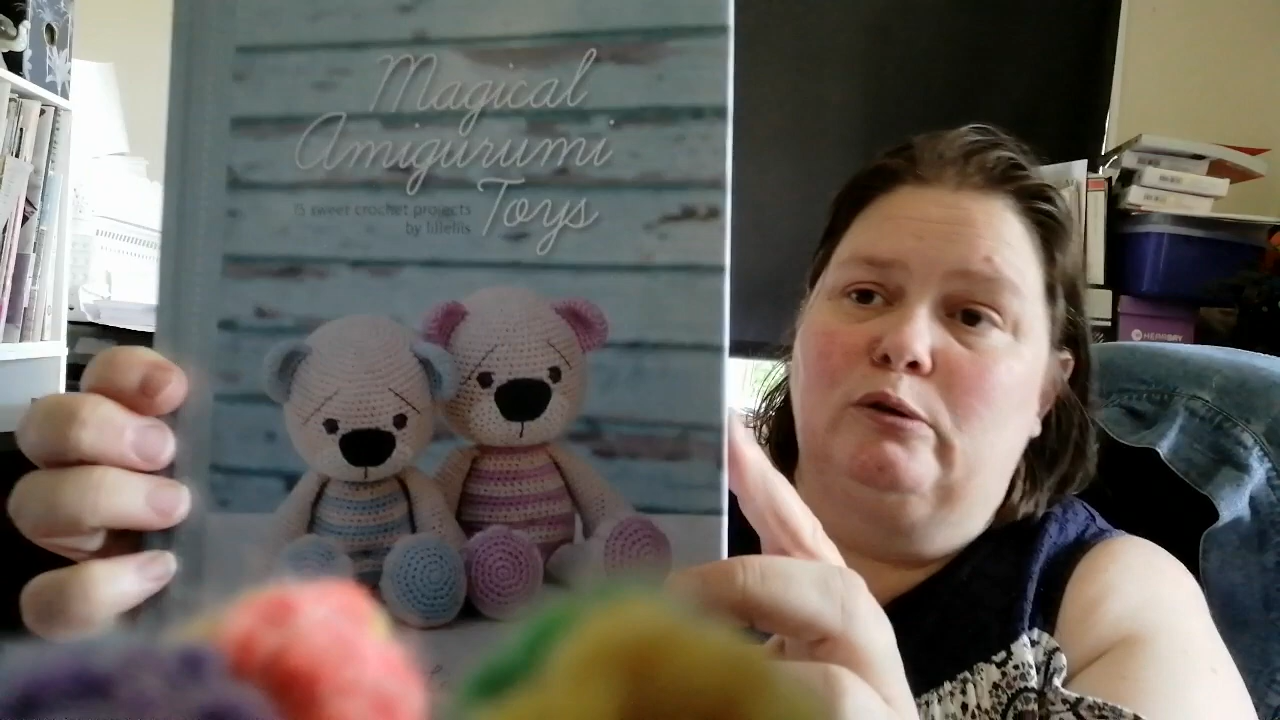 Magical
Amigurumi
Toys
15 sweet crochet projects
by lilleliis